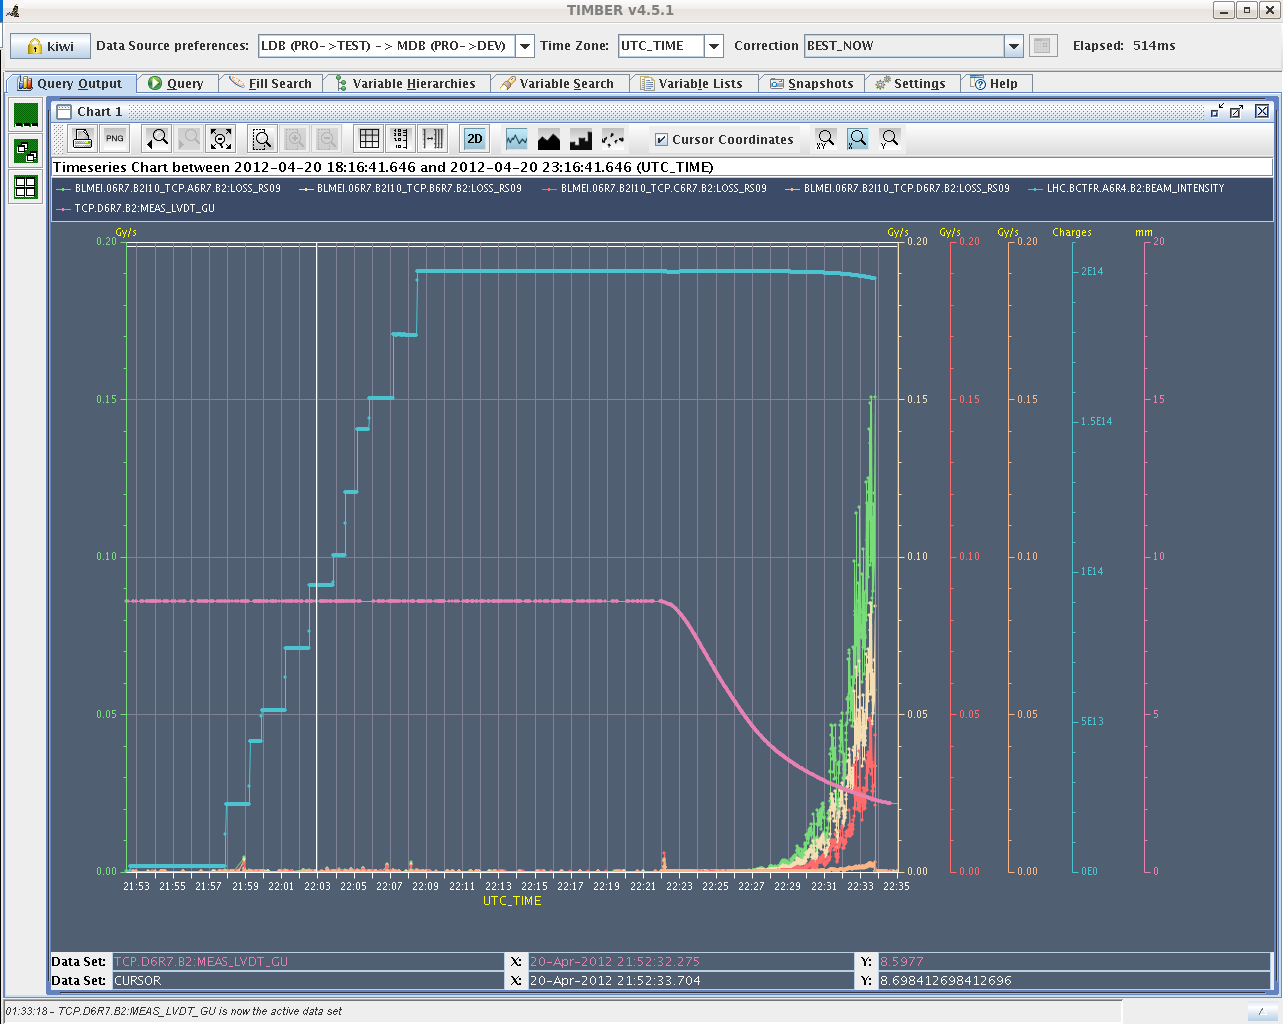 TIMBER v4.5.1
kiwi Data Source preferences: LDB (PRO->TEST) -> MDB (PRO->DEV) Time Zone: UTC_TIME Correction BEST_NOW Elapsed: 514ms
Query Output Query Fill Search Variable Hierarchies Variable Search Variable Lists Snapshots Settings Help
Chart 1
PNG 2D Cursor Coordinates XY X Y
Timeseries Chart between 2012-04-20 18:16:41.646 and 2012-04-20 23:16:41.646 (UTC_TIME)
BLMEI.06R7.B2I10_TCP.A6R7.B2:LOSS_RS09 BLMEI.06R7.B2I10_TCP.B6R7.B2:LOSS_RS09 BLMEI.06R7.B2I10_TCP.C6R7.B2:LOSS_RS09 BLMEI.06R7.B2I10_TCP.D6R7.B2:LOSS_RS09 LHC.BCTFR.A6R4.B2:BEAM_INTENSITY
TCP.D6R7.B2:MEAS_LVDT_GU
Gy/s Gy/s Gy/s Gy/s Charges mm
0.20 0.20 0.20 0.20 20
2E14
0.15 0.15 0.15 0.15 15
1.5E14
0.10 0.10 0.10 0.10 10
1E14
0.05 0.05 0.05 0.05 5
5E13
0.00 0.00 0.00 0.00 0E0 0
21:53 21:55 21:57 21:59 22:01 22:03 22:05 22:07 22:09 22:11 22:13 22:15 22:17 22:19 22:21 22:23 22:25 22:27 22:29 22:31 22:33 22:35
UTC_TIME
Data Set: TCP.D6R7.B2:MEAS_LVDT_GU X: 20-Apr-2012 21:52:32.275 Y: 8.5977
Data Set: CURSOR X: 20-Apr-2012 21:52:33.704 Y: 8.698412698412696
01:33:18 - TCP.D6R7.B2:MEAS_LVDT_GU is now the active data set